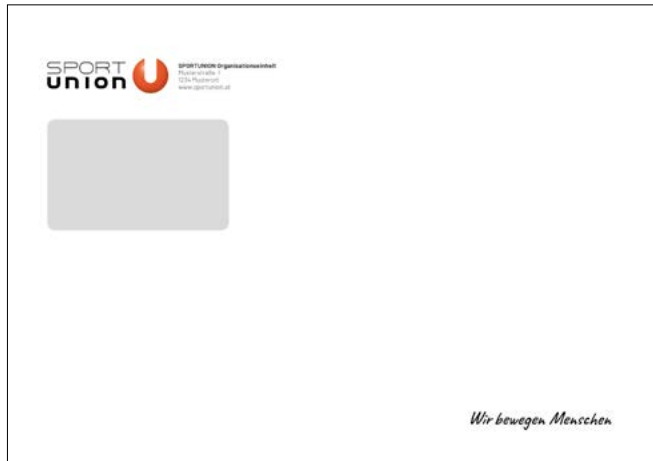 SPORT
UNION
SPORTUNION Organisationseinheit
Musterstraße 1
1234 Musterort
www.sportunion.at
Wir bewegen Menschen